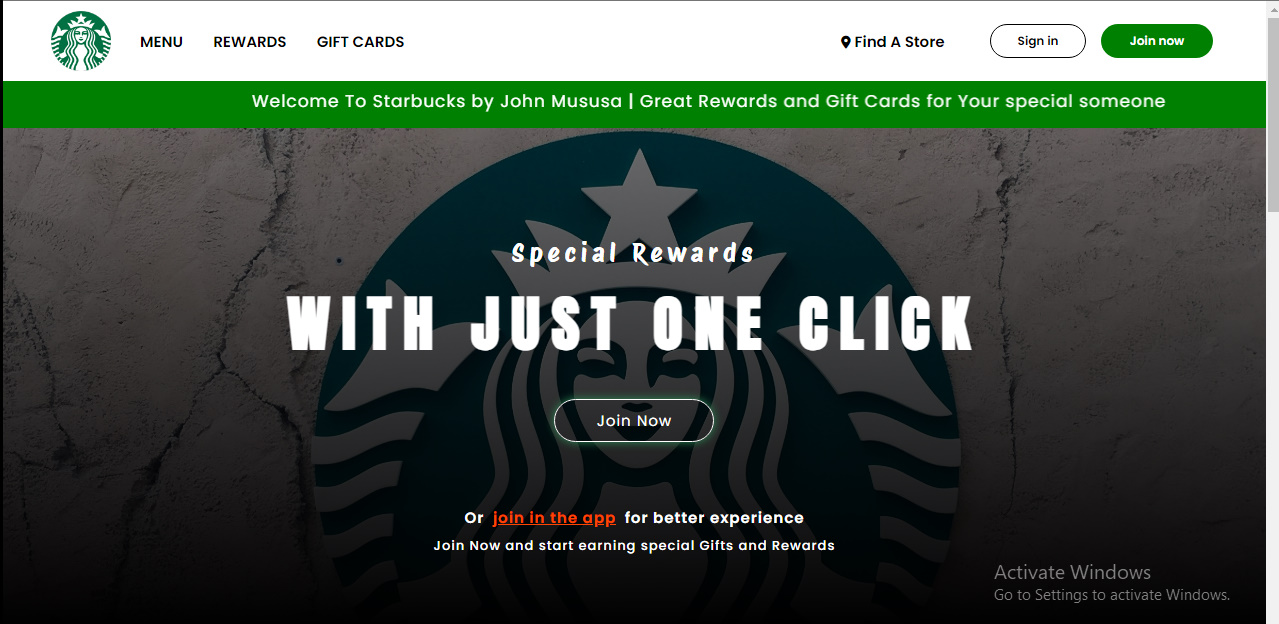 MENU REWARDS GIFT CARDS Find A Store Sign in Join now
Welcome To Starbucks by John Mususa | Great Rewards and Gift Cards for Your special someone
Special Rewards
WITH JUST ONE CLICK
Join Now
Or join in the app for better experience
Join Now and start earning special Gifts and Rewards
Activate Windows
Go to Settings to activate Windows.